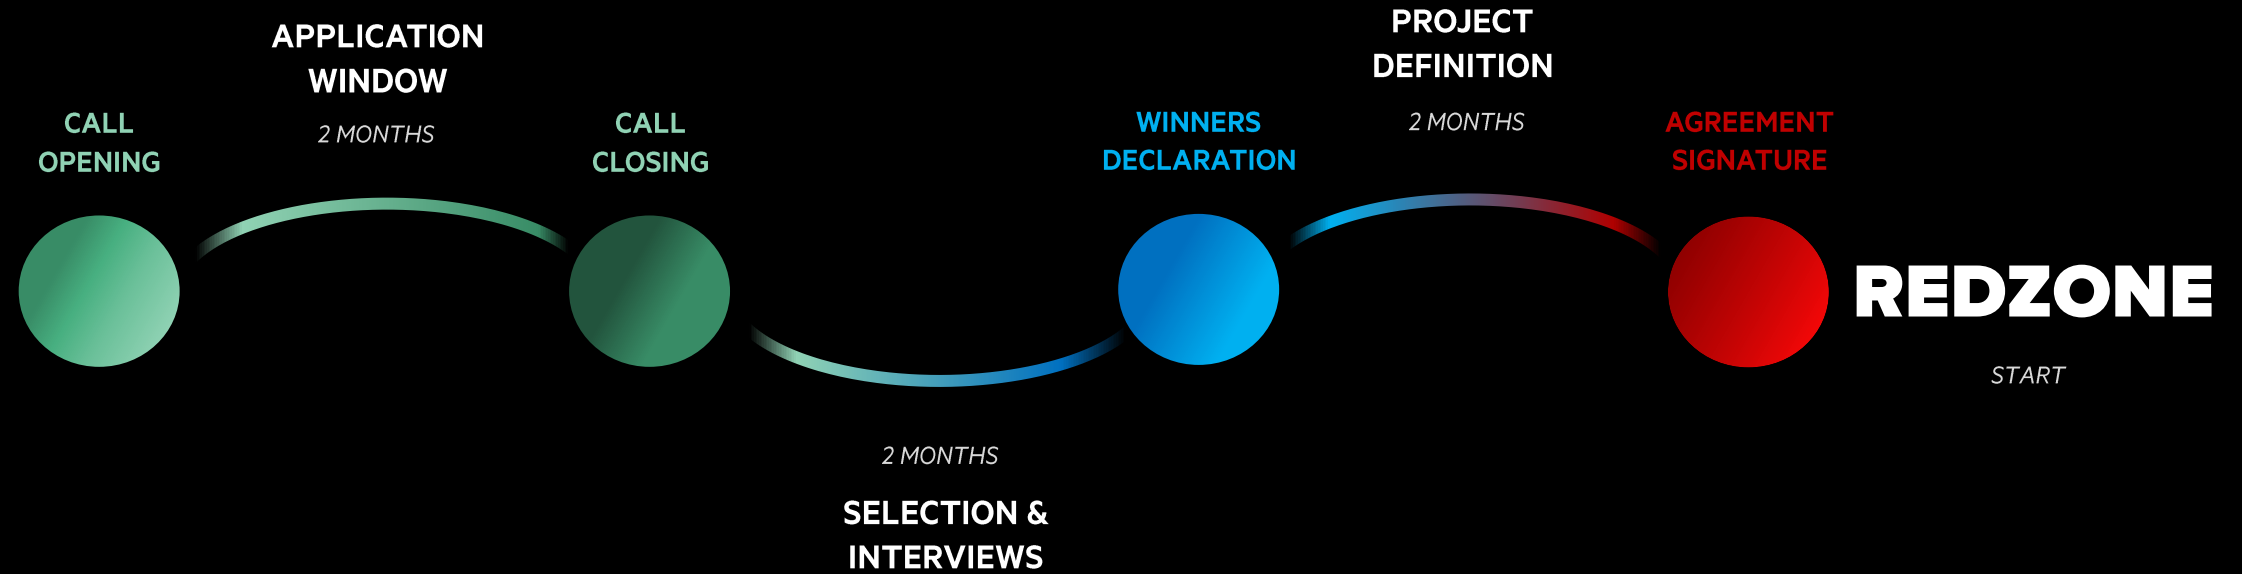 CALL
OPENING
APPLICATION
WINDOW
2 MONTHS
CALL
CLOSING
2 MONTHS
SELECTION &
INTERVIEWS
WINNERS
DECLARATION
PROJECT
DEFINITION
2 MONTHS
AGREEMENT
SIGNATURE
REDZONE
START